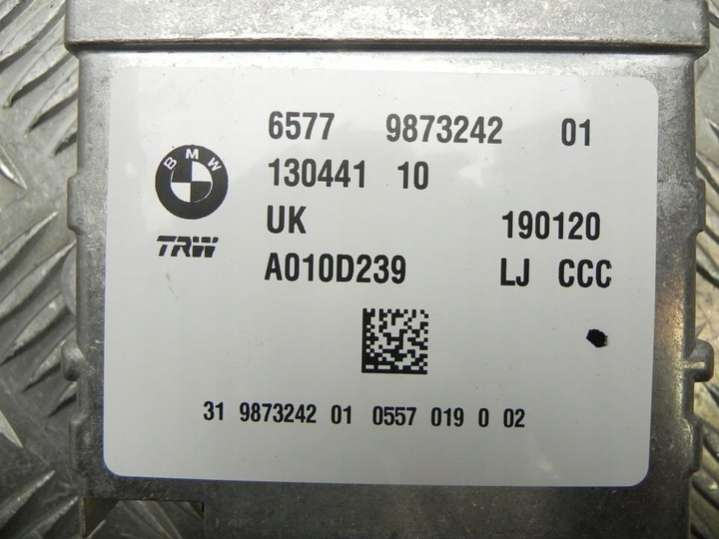 BMW
TRW
6577 9873242 01
130441 10
UK 190120
A010D239 LJ CCC
31 9873242 01 0557 019 0 02